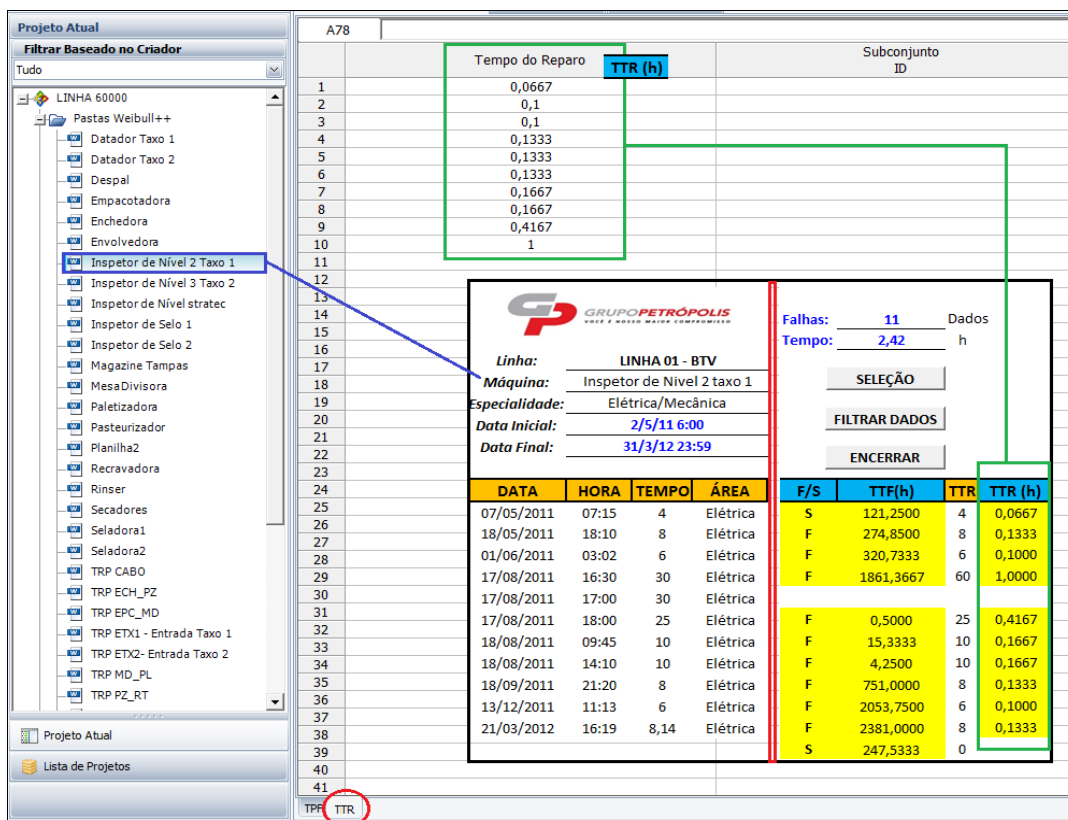 Projeto Atual
Filtrar Baseado no Criador
Tudo
LINHA 60000
Pastas Weibull++
Datador Taxo 1
Datador Taxo 2
Despal
Empacotadora
Enchedora
Envolvedora
Inspetor de Nível 2 Taxo 1
Inspetor de Nível 3 Taxo 2
Inspetor de Nível stratec
Inspetor de Selo 1
Inspetor de Selo 2
Magazine Tampas
MesaDivisora
Paletizadora
Pasteurizador
Planilha2
Recravadora
Rinser
Secadores
Seladora1
Seladora2
TRP CABO
TRP ECH_PZ
TRP EPC_MD
TRP ETX1 - Entrada Taxo 1
TRP ETX2- Entrada Taxo 2
TRP MD_PL
TRP PZ_RT
Projeto Atual
Lista de Projetos
A78
Tempo do Reparo
TTR (h)
Subconjunto
ID
1 0,0667
2 0,1
3 0,1
4 0,1333
5 0,1333
6 0,1333
7 0,1667
8 0,1667
9 0,4167
10 1
11
12
13
14
15
16
17
18
19
20
21
22
23
24
25
26
27
28
29
30
31
32
33
34
35
36
37
38
39
40
41
GP GRUPOPETRÓPOLIS
VOCÊ É NOSSO MAIOR COMPROMISSO
Linha: LINHA 01 - BTV
Máquina: Inspetor de Nivel 2 taxo 1
Especialidade: Elétrica/Mecânica
Data Inicial: 2/5/11 6:00
Data Final: 31/3/12 23:59
Falhas: 11 Dados
Tempo: 2,42 h
SELEÇÃO
FILTRAR DADOS
ENCERRAR
DATA HORA TEMPO ÁREA F/S TTF(h) TTR TTR (h)
07/05/2011 07:15 4 Elétrica S 121,2500 4 0,0667
18/05/2011 18:10 8 Elétrica F 274,8500 8 0,1333
01/06/2011 03:02 6 Elétrica F 320,7333 6 0,1000
17/08/2011 16:30 30 Elétrica F 1861,3667 60 1,0000
17/08/2011 17:00 30 Elétrica
17/08/2011 18:00 25 Elétrica F 0,5000 25 0,4167
18/08/2011 09:45 10 Elétrica F 15,3333 10 0,1667
18/08/2011 14:10 10 Elétrica F 4,2500 10 0,1667
18/09/2011 21:20 8 Elétrica F 751,0000 8 0,1333
13/12/2011 11:13 6 Elétrica F 2053,7500 6 0,1000
21/03/2012 16:19 8,14 Elétrica F 2381,0000 8 0,1333
S 247,5333 0
TTR